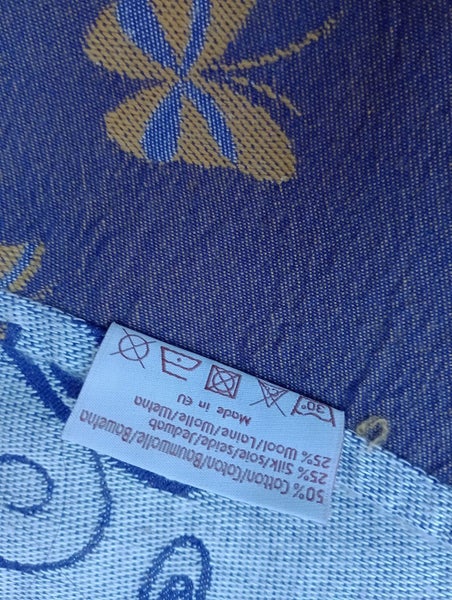 50% Cotton/Coton/Baumwolle/Bawełna
25% Silk/soie/seide/Jedwab
25% Wool/Laine/Wolle/Wełna
Made in EU
30°